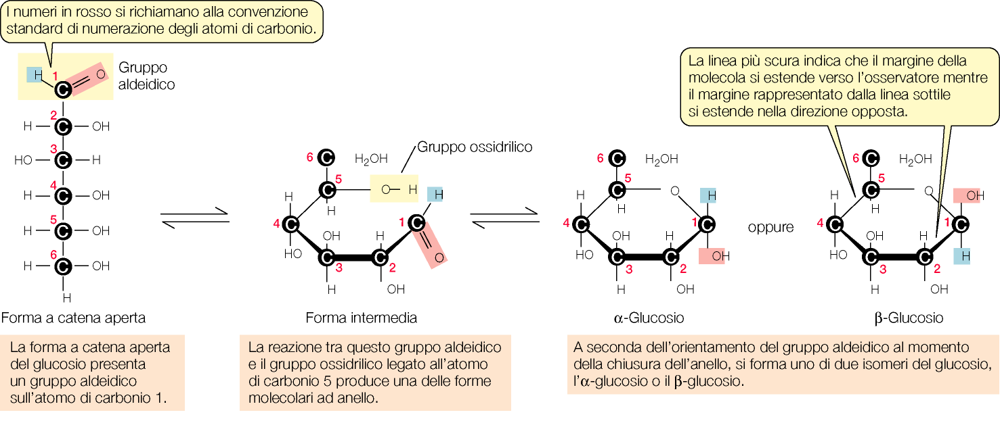 I numeri in rosso si richiamano alla convenzione
standard di numerazione degli atomi di carbonio.
La linea più scura indica che il margine della
molecola si estende verso l'osservatore mentre
il margine rappresentato dalla linea sottile
si estende nella direzione opposta.
H 1 O
C
Gruppo
aldeidico
2
H C OH
3
HO C H
4
H C OH
5
H C OH
6
H C OH
H
Forma a catena aperta
Gruppo ossidrilico
6 C H₂OH
5
C O H
H
H H
4 C 1 C
OH H
HO O
C C
3 2
H OH
Forma intermedia
6 C H₂OH
5
C O
H
H H
4 C 1 C
OH H
HO OH
C C
3 2
H OH
α-Glucosio
oppure
6 C H₂OH
5
C O
H
H OH
4 C 1 C
OH H
HO H
C C
3 2
H OH
β-Glucosio
La forma a catena aperta
del glucosio presenta
un gruppo aldeidico
sull'atomo di carbonio 1.
La reazione tra questo gruppo aldeidico
e il gruppo ossidrilico legato all'atomo
di carbonio 5 produce una delle forme
molecolari ad anello.
A seconda dell'orientamento del gruppo aldeidico al momento
della chiusura dell'anello, si forma uno di due isomeri del glucosio,
l'α-glucosio o il β-glucosio.